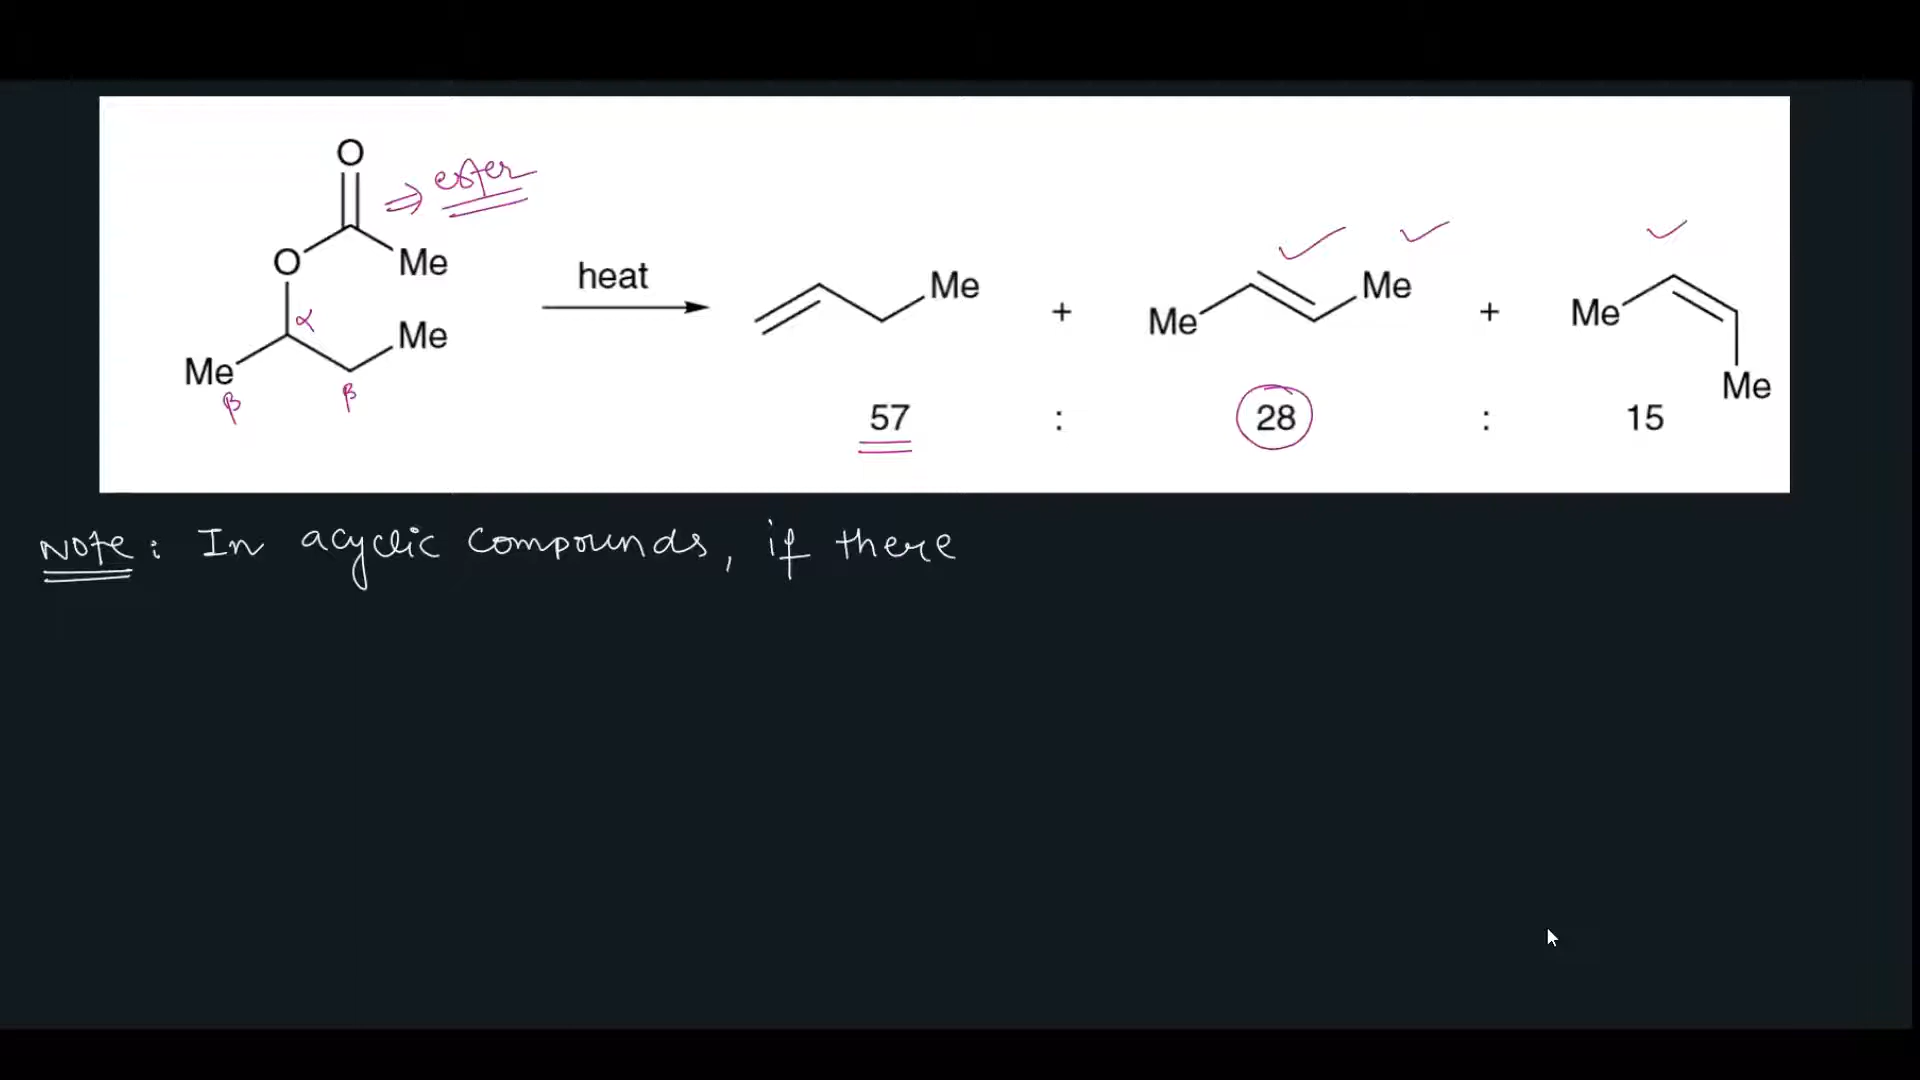 O
⇒ ester
O
Me
heat
α
Me
Me
β
β
Me
+
Me
Me
+
Me
Me
57 : 28 : 15
Note: In acyclic compounds, if there